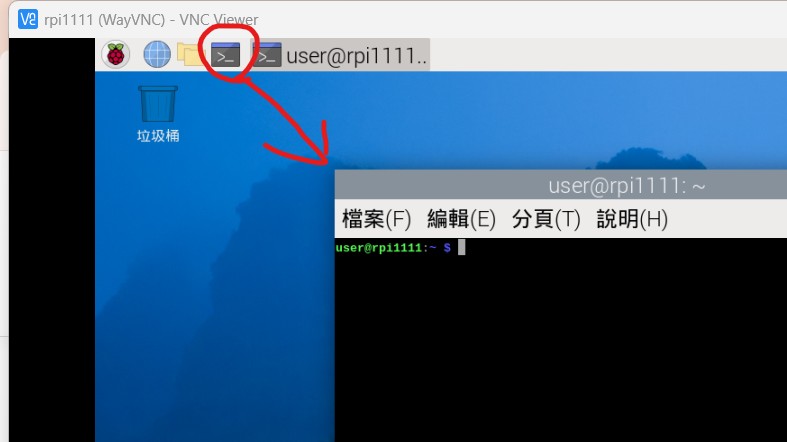 rpi1111 (WayVNC) - VNC Viewer
>_ >_ user@rpi1111..
垃圾桶
user@rpi1111: ~
檔案(F) 編輯(E) 分頁(T) 說明(H)
user@rpi1111:~ $